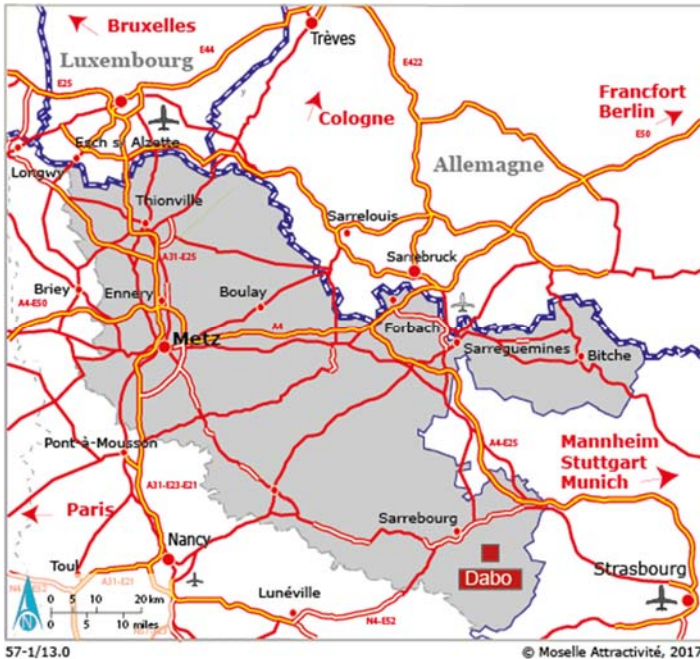 Bruxelles
Trèves
E44
Luxembourg
E25
E422
Cologne
Francfort
Berlin
E50
Esch s/ Alzette
Allemagne
Longwy
Thionville
Sarrelouis
Sarrebruck
A31-E25
Briey
Ennery
Boulay
A4-E50
Metz
A4
Forbach
Sarreguemines
Bitche
Pont-à-Mousson
A4-E25
Mannheim
Stuttgart
Munich
A31-E23-E21
Paris
Sarrebourg
Nancy
Toul
Dabo
Strasbourg
A31-E21
0 5 10 20km
Lunéville
N
0 5 10
miles
N4-E52
57-1/13.0
© Moselle Attractivité, 2017